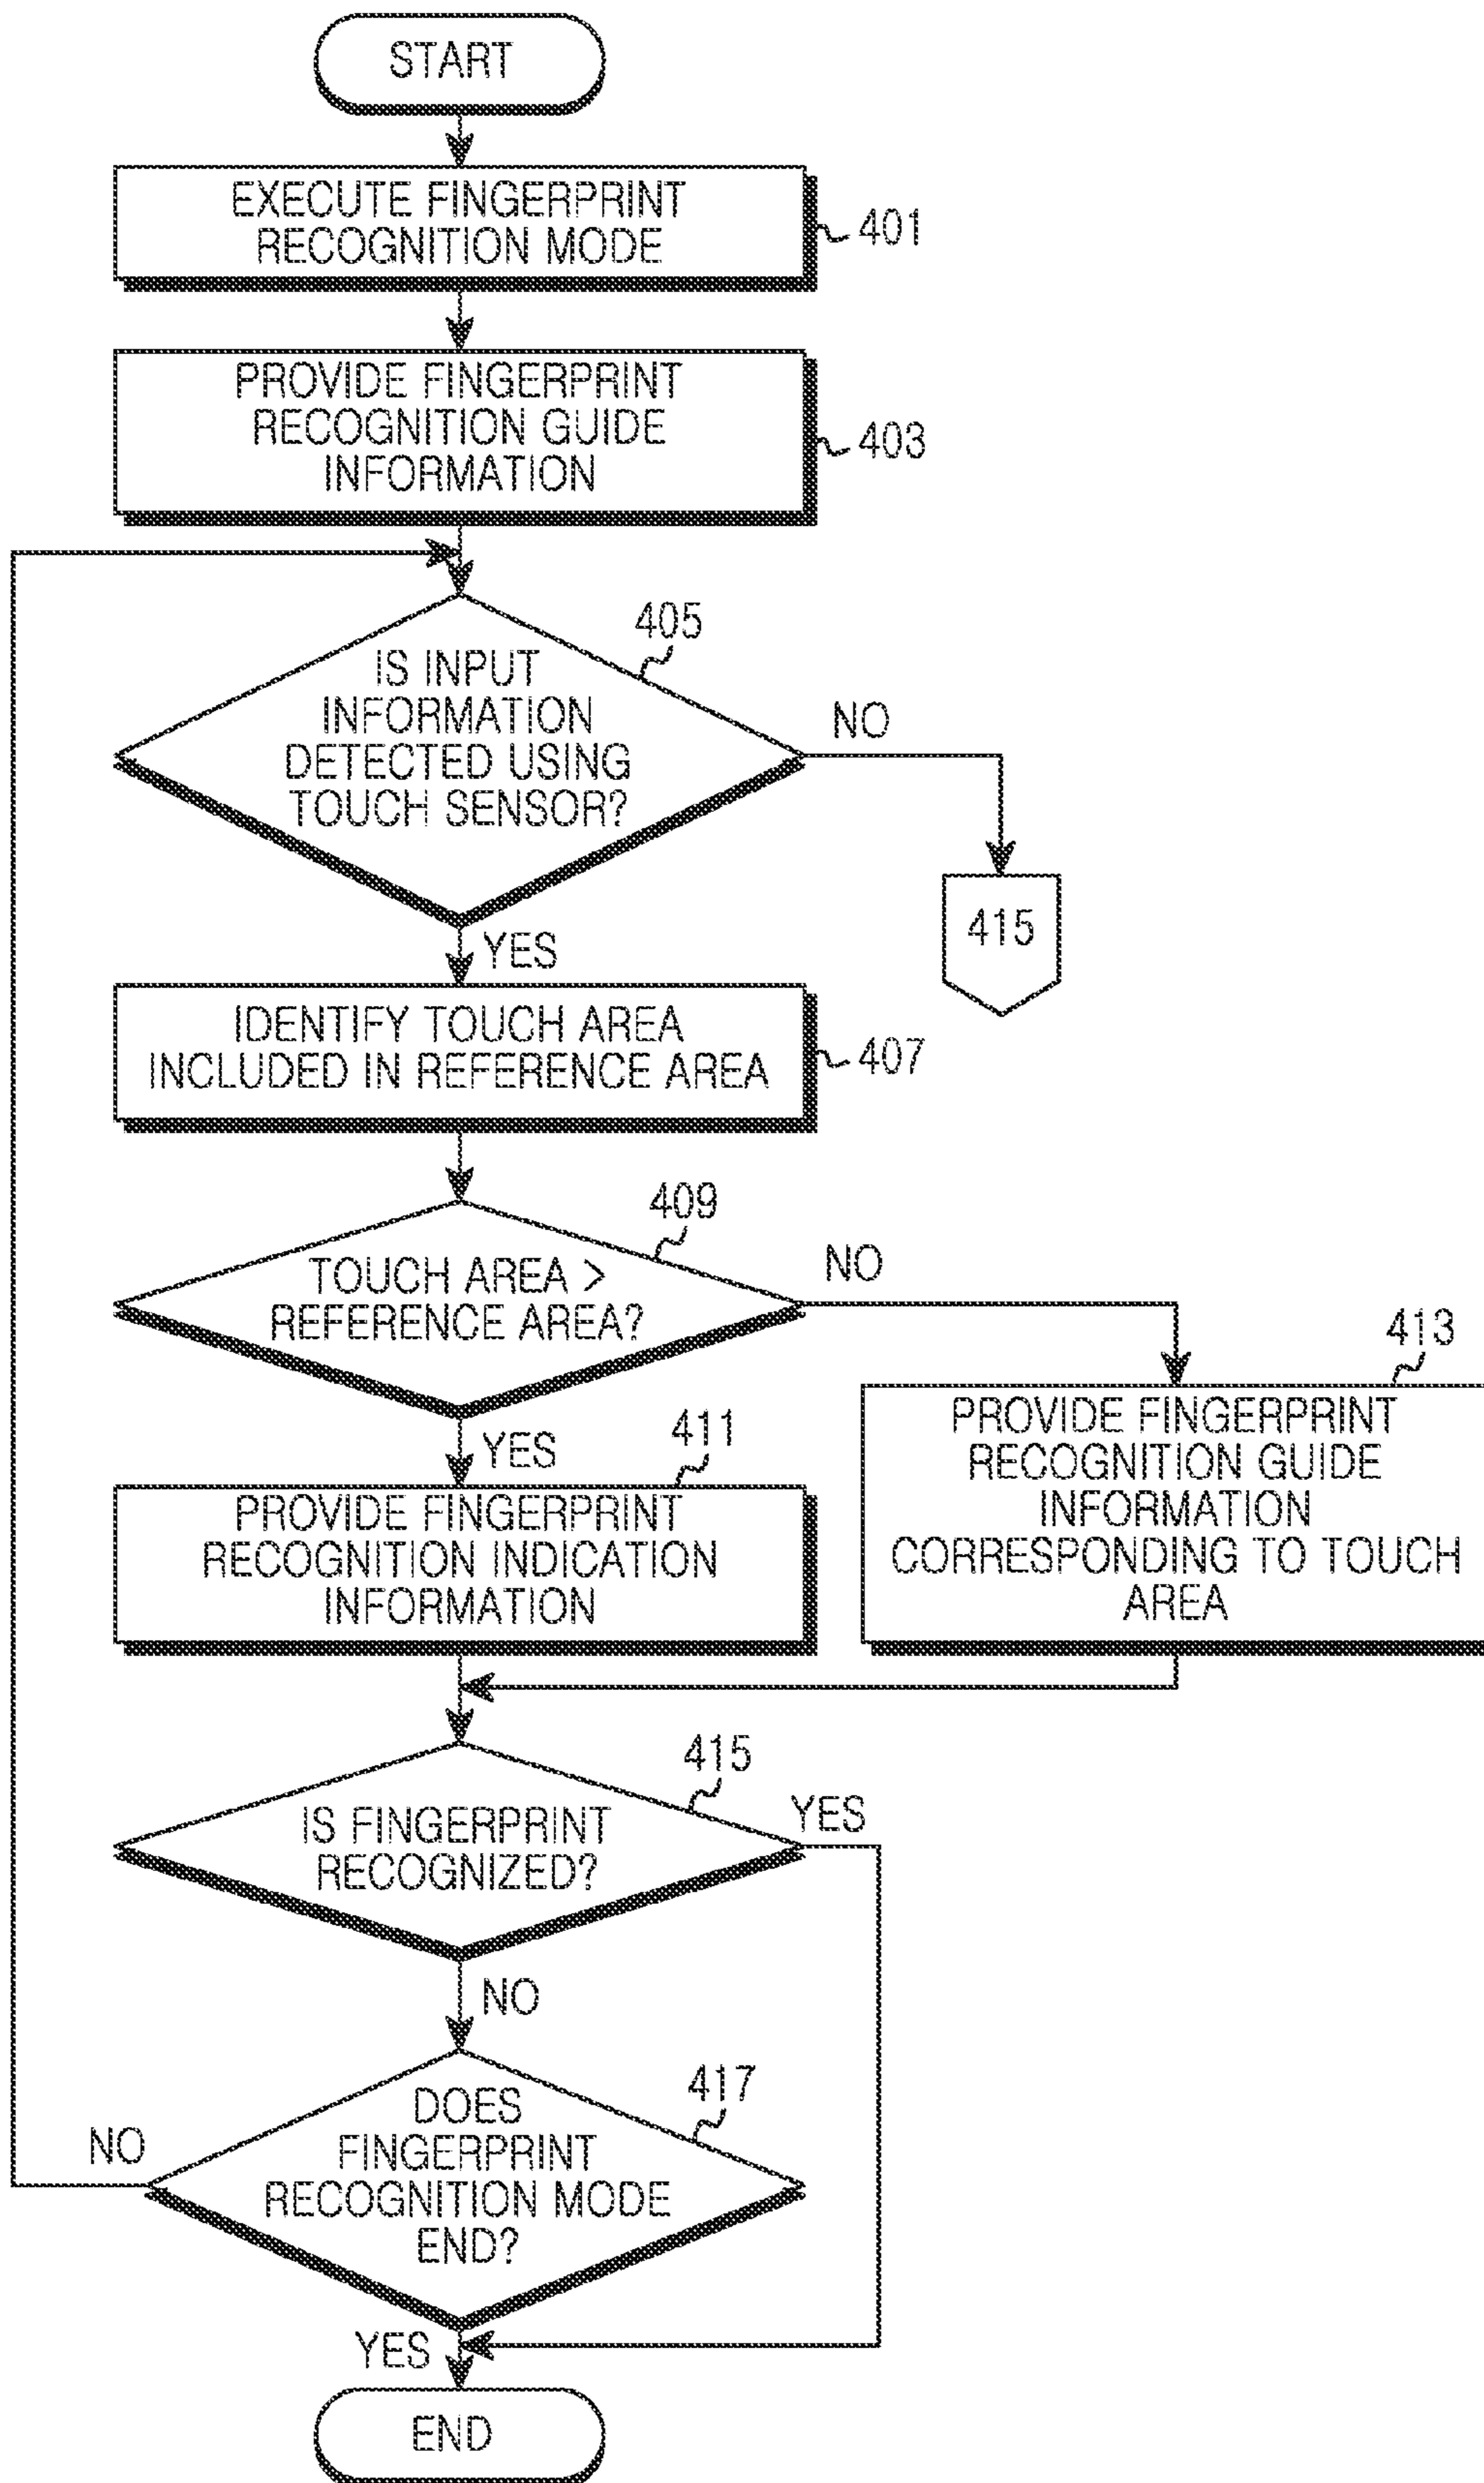 START
EXECUTE FINGERPRINT
RECOGNITION MODE
401
PROVIDE FINGERPRINT
RECOGNITION GUIDE
INFORMATION
403
405
IS INPUT
INFORMATION
DETECTED USING
TOUCH SENSOR?
NO
415
YES
IDENTIFY TOUCH AREA
INCLUDED IN REFERENCE AREA
407
409
TOUCH AREA >
REFERENCE AREA?
NO
413
PROVIDE FINGERPRINT
RECOGNITION GUIDE
INFORMATION
CORRESPONDING TO TOUCH
AREA
YES
411
PROVIDE FINGERPRINT
RECOGNITION INDICATION
INFORMATION
415
IS FINGERPRINT
RECOGNIZED?
YES
NO
417
DOES
FINGERPRINT
RECOGNITION MODE
END?
NO
YES
END